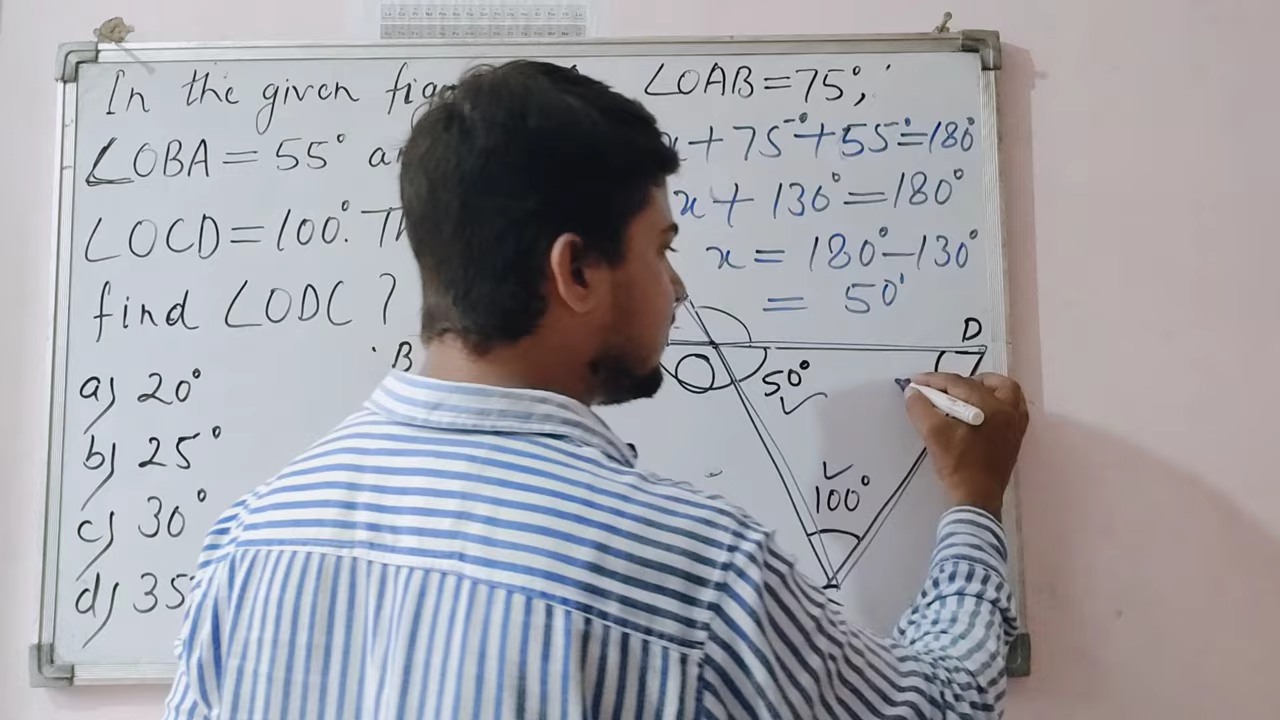 In the given fig ∠OAB=75°,
∠OBA=55°
∠OCD=100°.
find ∠ODC?
a) 20°
b) 25°
c) 30°
d) 35
+75°+55°=180°
x+130°=180°
x=180°-130°
=50°
B
D
50°
100°